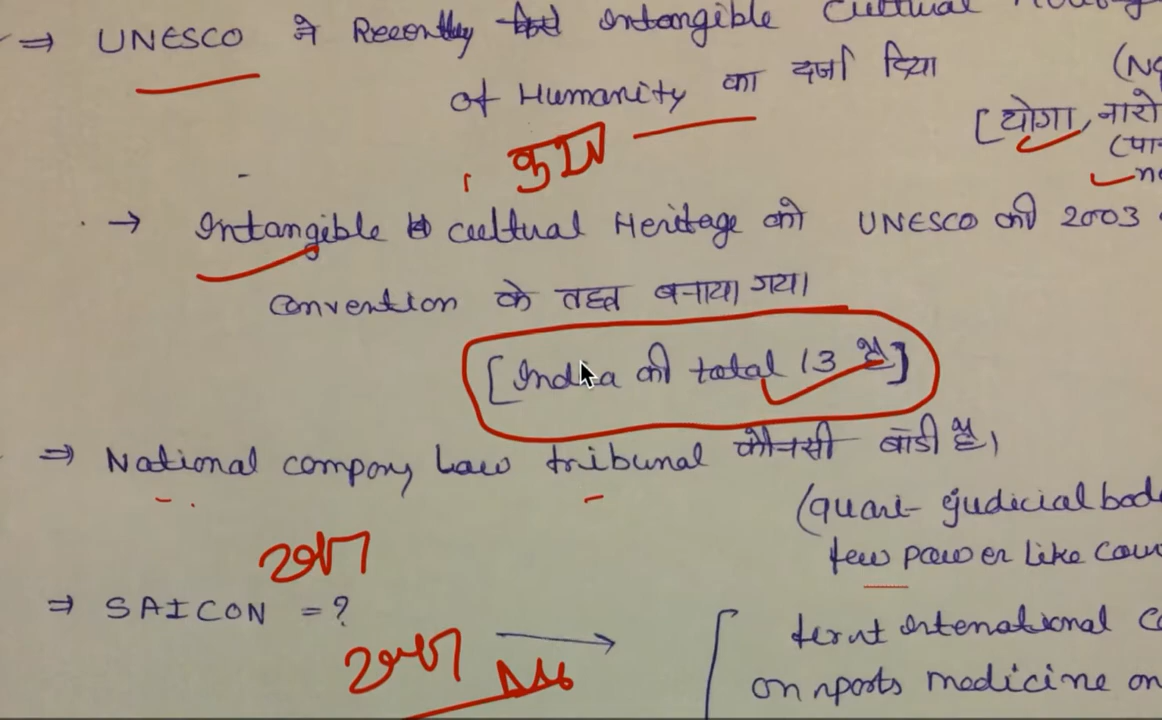 ⇒ UNESCO ने Recently Intangible Cultural
of Humanity का दर्जा दिया
[योगा, नारो
कुम्भ
→ Intangible cultural Heritage को UNESCO की 2003
convention के तहत बनाया गया।
[India की total 13 है]
⇒ National company Law tribunal कौनसी बॉडी है।
(quasi- judicial bod
few power like cou
2017
⇒ SAICON = ?
first international
on sports medicine